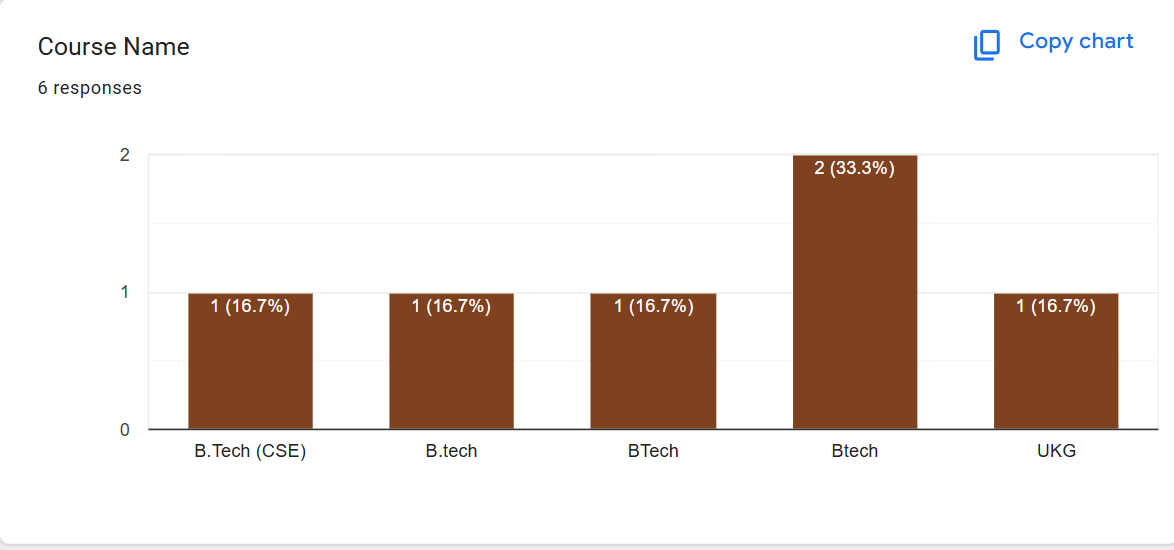 Course Name
Copy chart
6 responses
2
2 (33.3%)
1
1 (16.7%)
1 (16.7%)
1 (16.7%)
1 (16.7%)
0
B.Tech (CSE)
B.tech
BTech
Btech
UKG